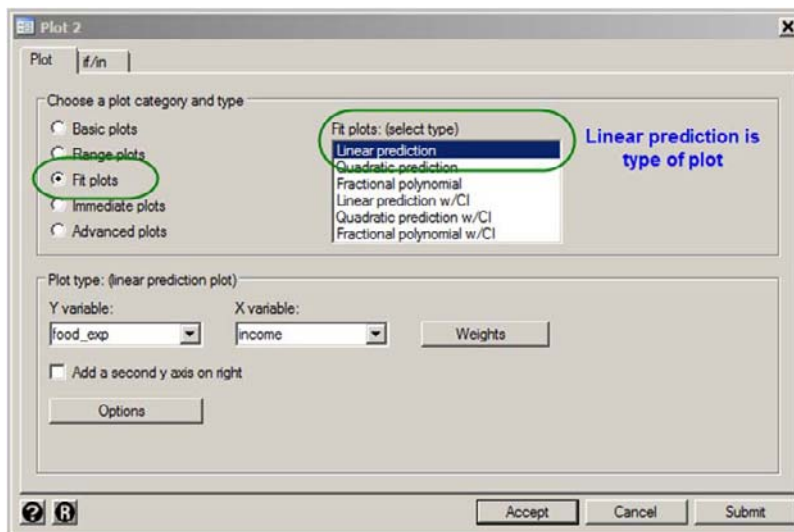 Plot 2
Plot
if/in
Choose a plot category and type
Basic plots
Range plots
Fit plots
Immediate plots
Advanced plots
Fit plots: (select type)
Linear prediction
Quadratic prediction
Fractional polynomial
Linear prediction w/CI
Quadratic prediction w/CI
Fractional polynomial w/CI
Linear prediction is
type of plot
Plot type: (linear prediction plot)
Y variable:
X variable:
food_exp
income
Weights
Add a second y axis on right
Options
? R
Accept
Cancel
Submit